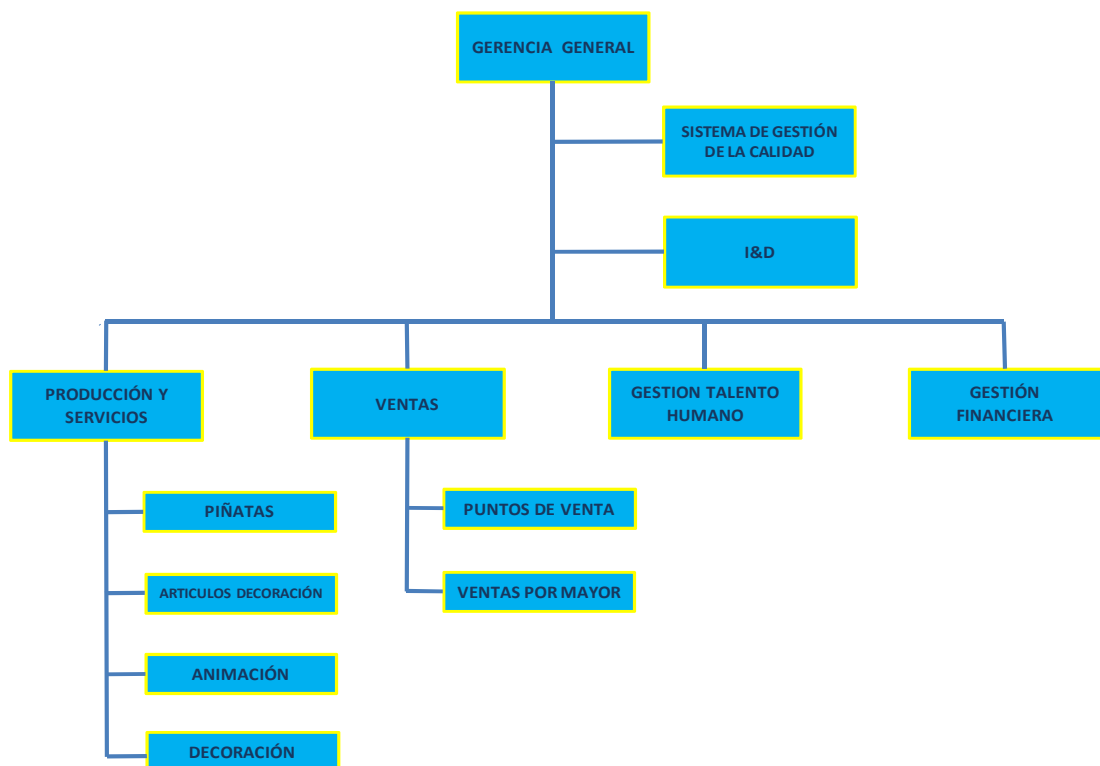 GERENCIA GENERAL
SISTEMA DE GESTIÓN
DE LA CALIDAD
I&D
PRODUCCIÓN Y
SERVICIOS
VENTAS
GESTION TALENTO
HUMANO
GESTIÓN
FINANCIERA
PIÑATAS
ARTICULOS DECORACIÓN
ANIMACIÓN
DECORACIÓN
PUNTOS DE VENTA
VENTAS POR MAYOR